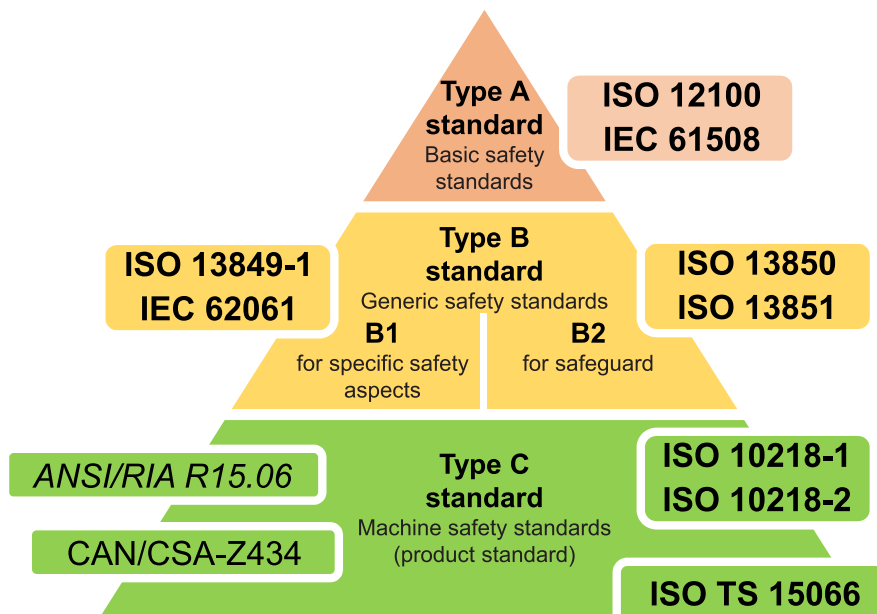 Type A
standard
Basic safety
standards
ISO 12100
IEC 61508
Type B
standard
Generic safety standards
ISO 13849-1
IEC 62061
ISO 13850
ISO 13851
B1
for specific safety
aspects
B2
for safeguard
Type C
standard
Machine safety standards
(product standard)
ANSI/RIA R15.06
CAN/CSA-Z434
ISO 10218-1
ISO 10218-2
ISO TS 15066